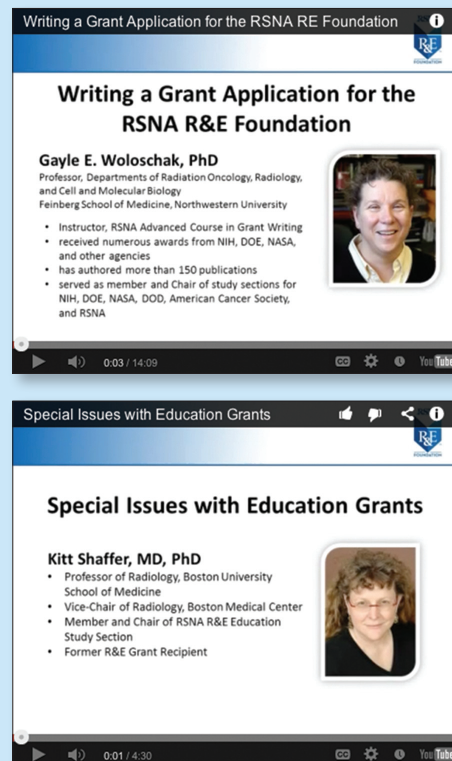 Writing a Grant Application for the RSNA RE Foundation
R&E
FOUNDATION
Writing a Grant Application for the
RSNA R&E Foundation
Gayle E. Woloschak, PhD
Professor, Departments of Radiation Oncology, Radiology,
and Cell and Molecular Biology
Feinberg School of Medicine, Northwestern University
• Instructor, RSNA Advanced Course in Grant Writing
• received numerous awards from NIH, DOE, NASA,
and other agencies
• has authored more than 150 publications
• served as member and Chair of study sections for
NIH, DOE, NASA, DOD, American Cancer Society,
and RSNA
0:03 / 14:09
CC
YouTube
Special Issues with Education Grants
R&E
FOUNDATION
Special Issues with Education Grants
Kitt Shaffer, MD, PhD
• Professor of Radiology, Boston University
School of Medicine
• Vice-Chair of Radiology, Boston Medical Center
• Member and Chair of RSNA R&E Education
Study Section
• Former R&E Grant Recipient
0:01 / 4:30
CC
YouTube